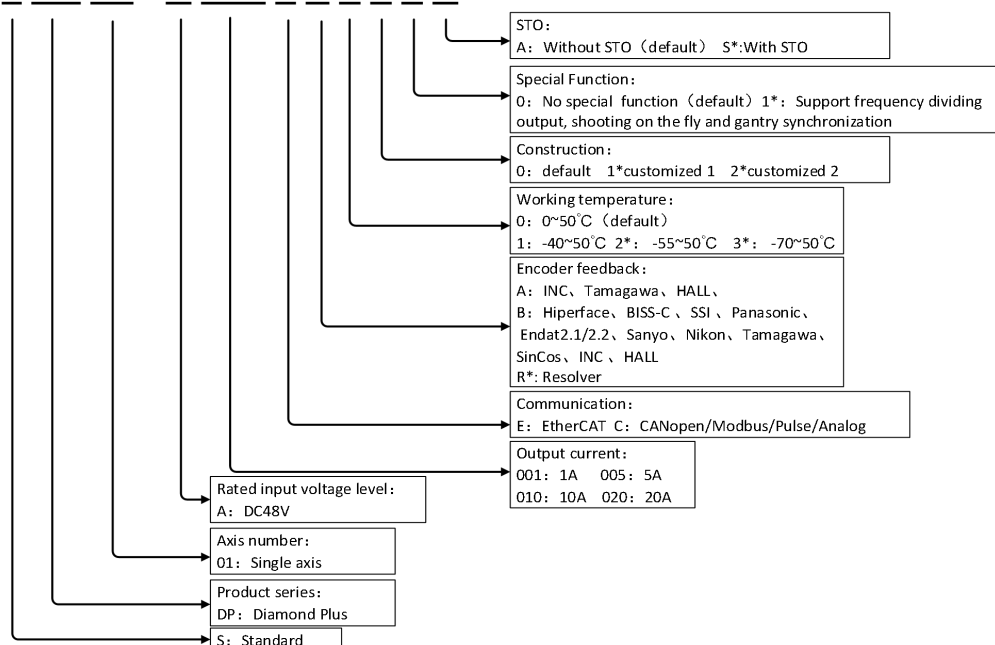 STO：
A：Without STO（default） S*:With STO
Special Function：
0：No special function（default）1*：Support frequency dividing
output, shooting on the fly and gantry synchronization
Construction：
0：default 1*customized 1 2*customized 2
Working temperature：
0：0~50℃（default）
1：-40~50℃ 2*：-55~50℃ 3*：-70~50℃
Encoder feedback：
A：INC、Tamagawa、HALL、
B：Hiperface、BISS-C 、SSI 、Panasonic、
Endat2.1/2.2、Sanyo、Nikon、Tamagawa、
SinCos、INC 、HALL
R*: Resolver
Communication：
E：EtherCAT C：CANopen/Modbus/Pulse/Analog
Output current：
001：1A 005：5A
010：10A 020：20A
Rated input voltage level：
A：DC48V
Axis number：
01：Single axis
Product series：
DP：Diamond Plus
S：Standard